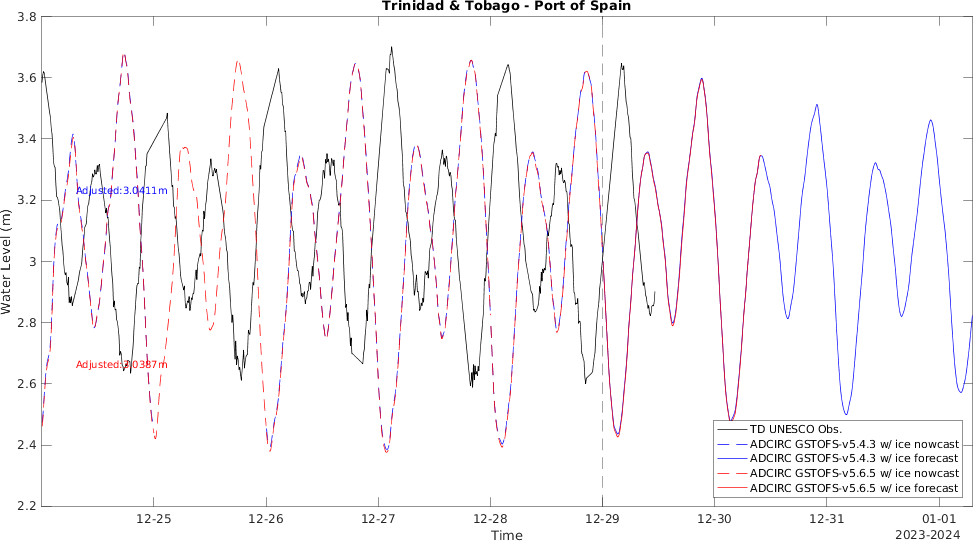 Trinidad & Tobago - Port of Spain
3.8
3.6
3.4
3.2
3
2.8
2.6
2.4
2.2
Water Level (m)
Adjusted:3.0411m
Adjusted:3.0387m
TD UNESCO Obs.
ADCIRC GSTOFS-v5.4.3 w/ ice nowcast
ADCIRC GSTOFS-v5.4.3 w/ ice forecast
ADCIRC GSTOFS-v5.6.5 w/ ice nowcast
ADCIRC GSTOFS-v5.6.5 w/ ice forecast
12-25 12-26 12-27 12-28 12-29 12-30 12-31 01-01
Time
2023-2024